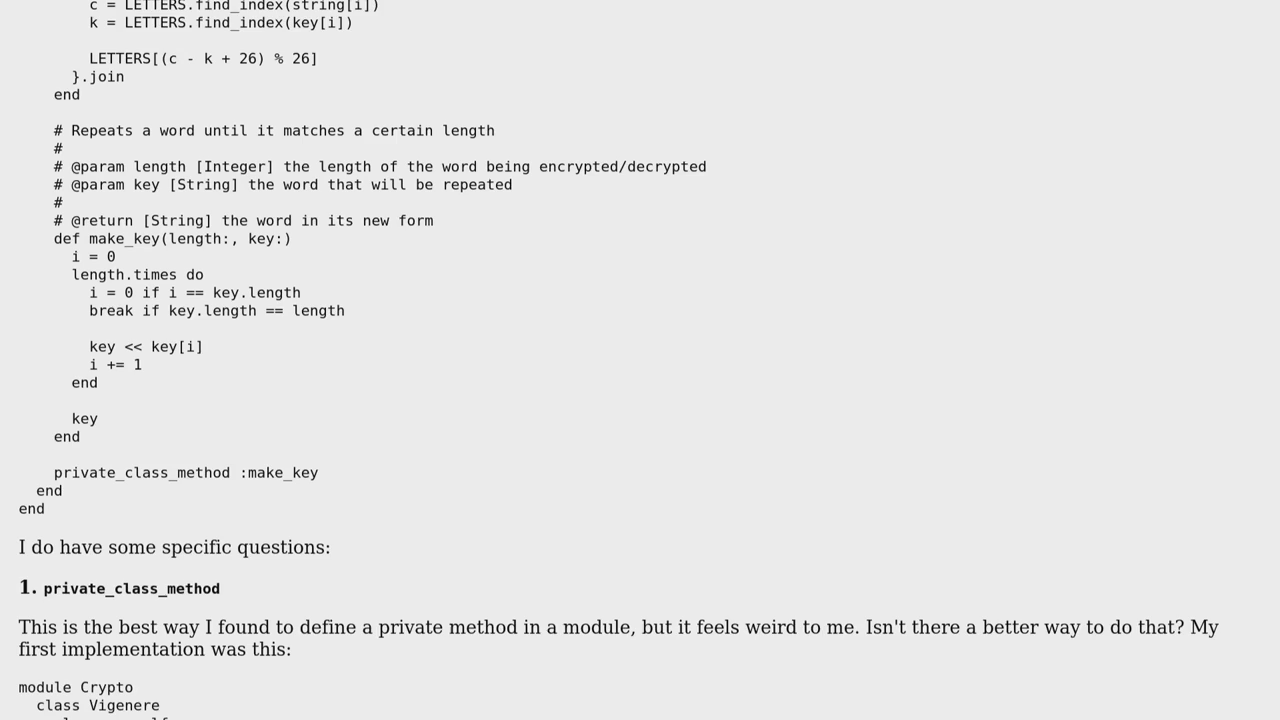 c = LETTERS.find_index(string[i])
k = LETTERS.find_index(key[i])
LETTERS[(c - k + 26) % 26]
}.join
end
# Repeats a word until it matches a certain length
#
# @param length [Integer] the length of the word being encrypted/decrypted
# @param key [String] the word that will be repeated
#
# @return [String] the word in its new form
def make_key(length:, key:)
i = 0
length.times do
i = 0 if i == key.length
break if key.length == length
key << key[i]
i += 1
end
key
end
private_class_method :make_key
end
end
I do have some specific questions:
1. private_class_method
This is the best way I found to define a private method in a module, but it feels weird to me. Isn't there a better way to do that? My
first implementation was this:
module Crypto
class Vigenere